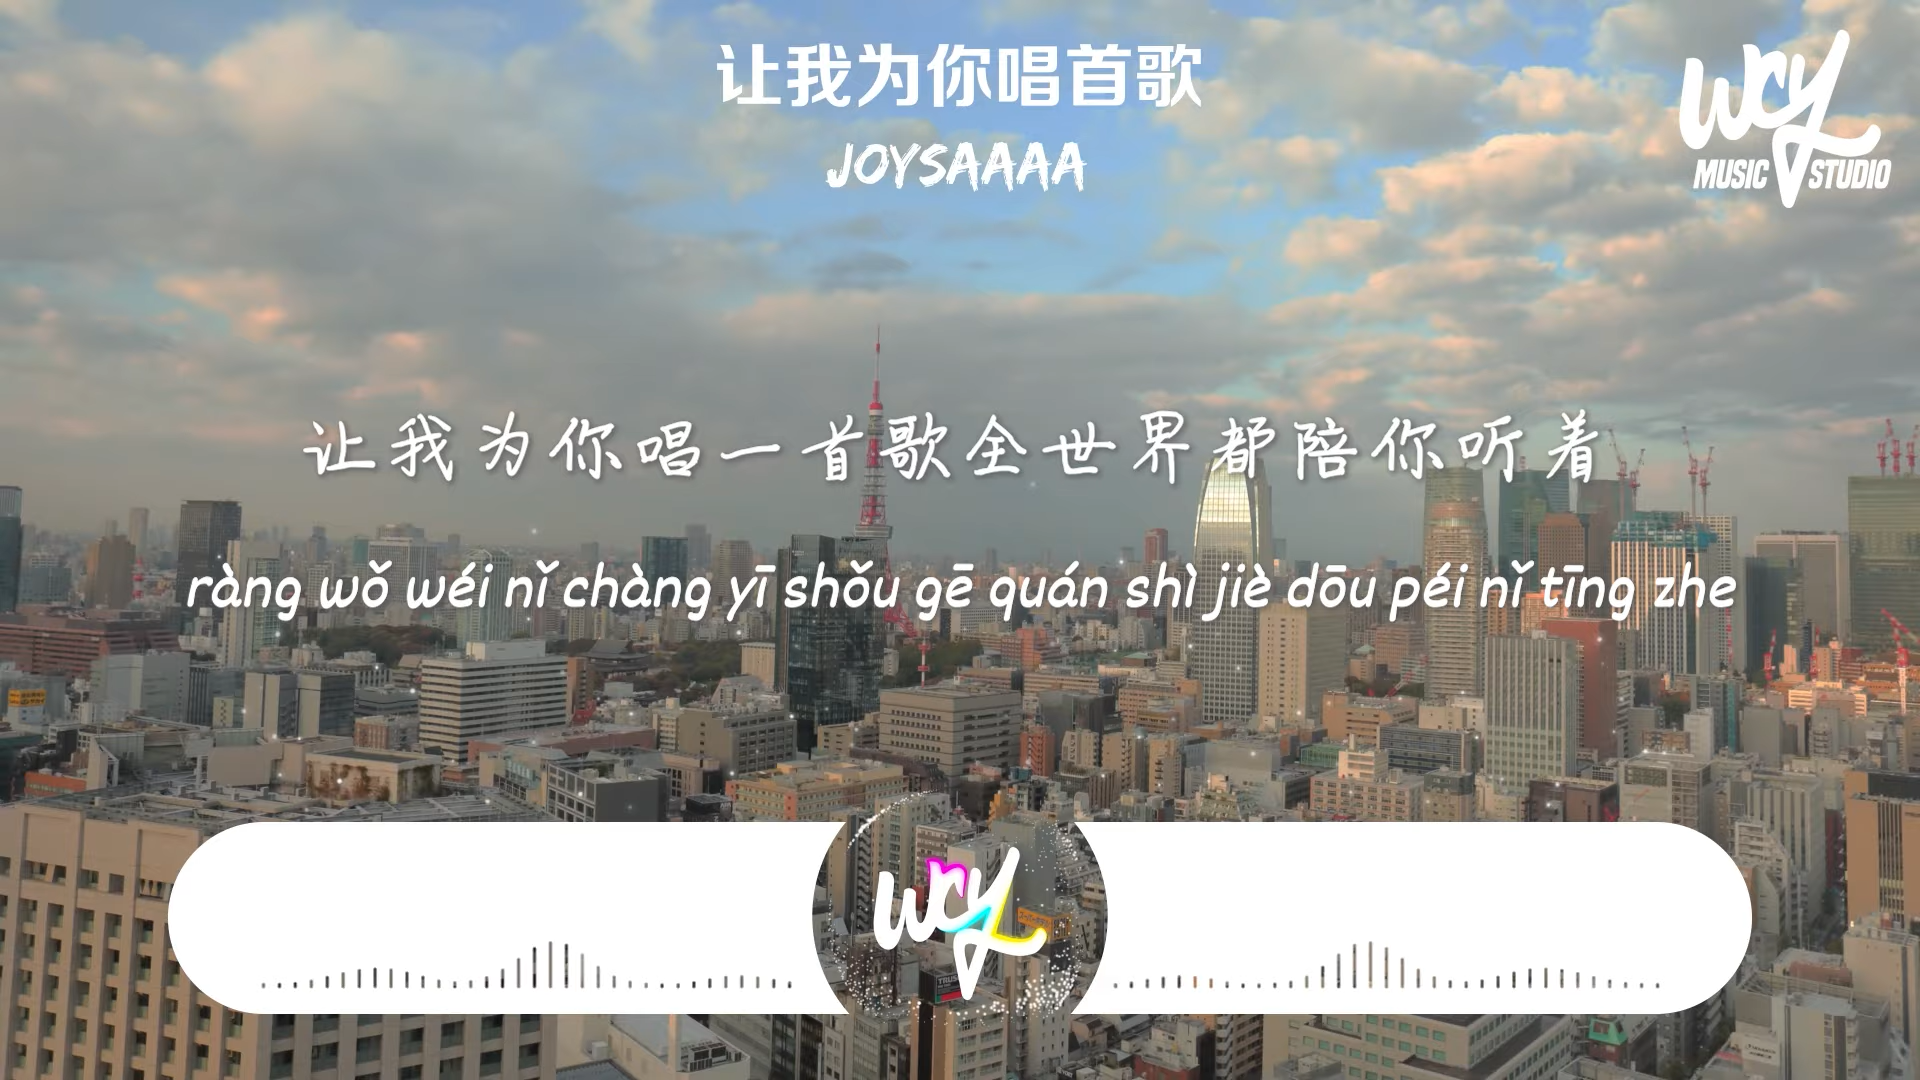 让我为你唱首歌
JOYSAAAA
wcy
MUSIC STUDIO
让我为你唱一首歌全世界都陪你听着
ràng wǒ wéi nǐ chàng yī shǒu gē quán shì jiè dōu péi nǐ tīng zhe
wcy
TRUS